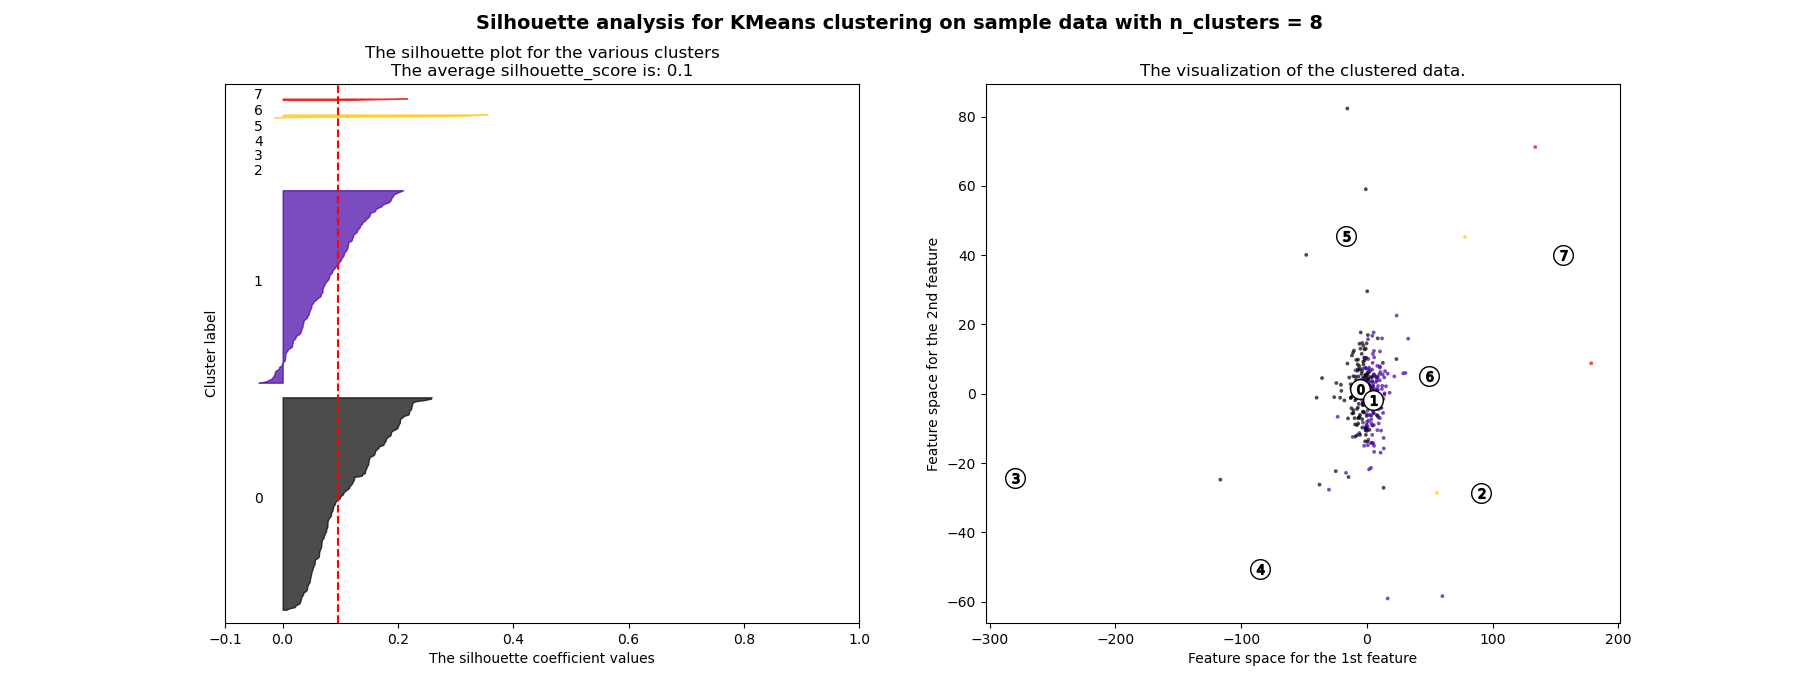 Silhouette analysis for KMeans clustering on sample data with n_clusters = 8
The silhouette plot for the various clusters
The average silhouette_score is: 0.1
7
6
5
4
3
2
1
0
Cluster label
−0.1 0.0 0.2 0.4 0.6 0.8 1.0
The silhouette coefficient values
The visualization of the clustered data.
80
60
40
20
0
−20
−40
−60
Feature space for the 2nd feature
5
7
6
0
1
3
2
4
−300 −200 −100 0 100 200
Feature space for the 1st feature